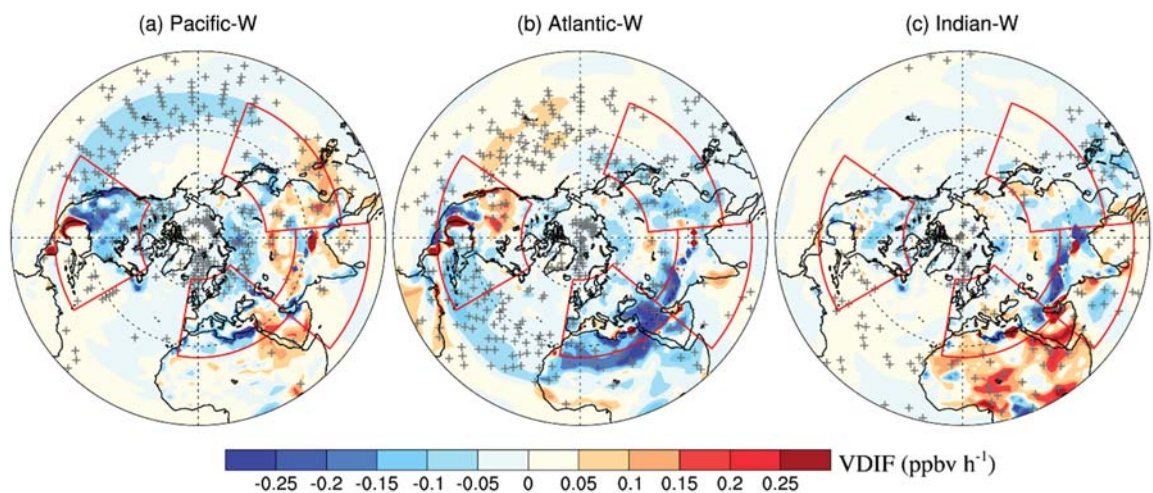 (a) Pacific-W (b) Atlantic-W (c) Indian-W
VDIF (ppbv h⁻¹)
-0.25 -0.2 -0.15 -0.1 -0.05 0 0.05 0.1 0.15 0.2 0.25